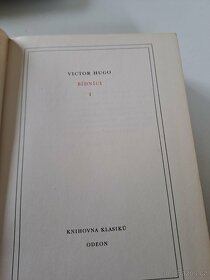 VICTOR HUGO
BÍDNÍCI
I
KNIHOVNA KLASIKŮ
ODEON